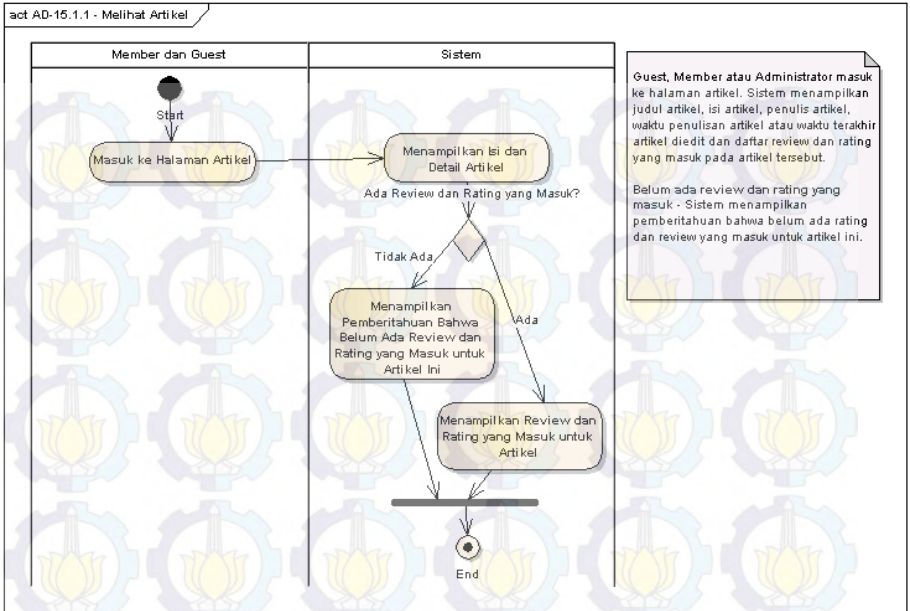 act AD-15.1.1 - Melihat Artikel
Member dan Guest
Sistem
Start
Masuk ke Halaman Artikel
Menampilkan Isi dan
Detail Artikel
Ada Review dan Rating yang Masuk?
Tidak Ada
Ada
Menampilkan
Pemberitahuan Bahwa
Belum Ada Review dan
Rating yang Masuk untuk
Artikel Ini
Menampilkan Review dan
Rating yang Masuk untuk
Artikel
End
Guest, Member atau Administrator masuk
ke halaman artikel. Sistem menampilkan
judul artikel, isi artikel, penulis artikel,
waktu penulisan artikel atau waktu terakhir
artikel diedit dan daftar review dan rating
yang masuk pada artikel tersebut.
Belum ada review dan rating yang
masuk - Sistem menampilkan
pemberitahuan bahwa belum ada rating
dan review yang masuk untuk artikel ini.